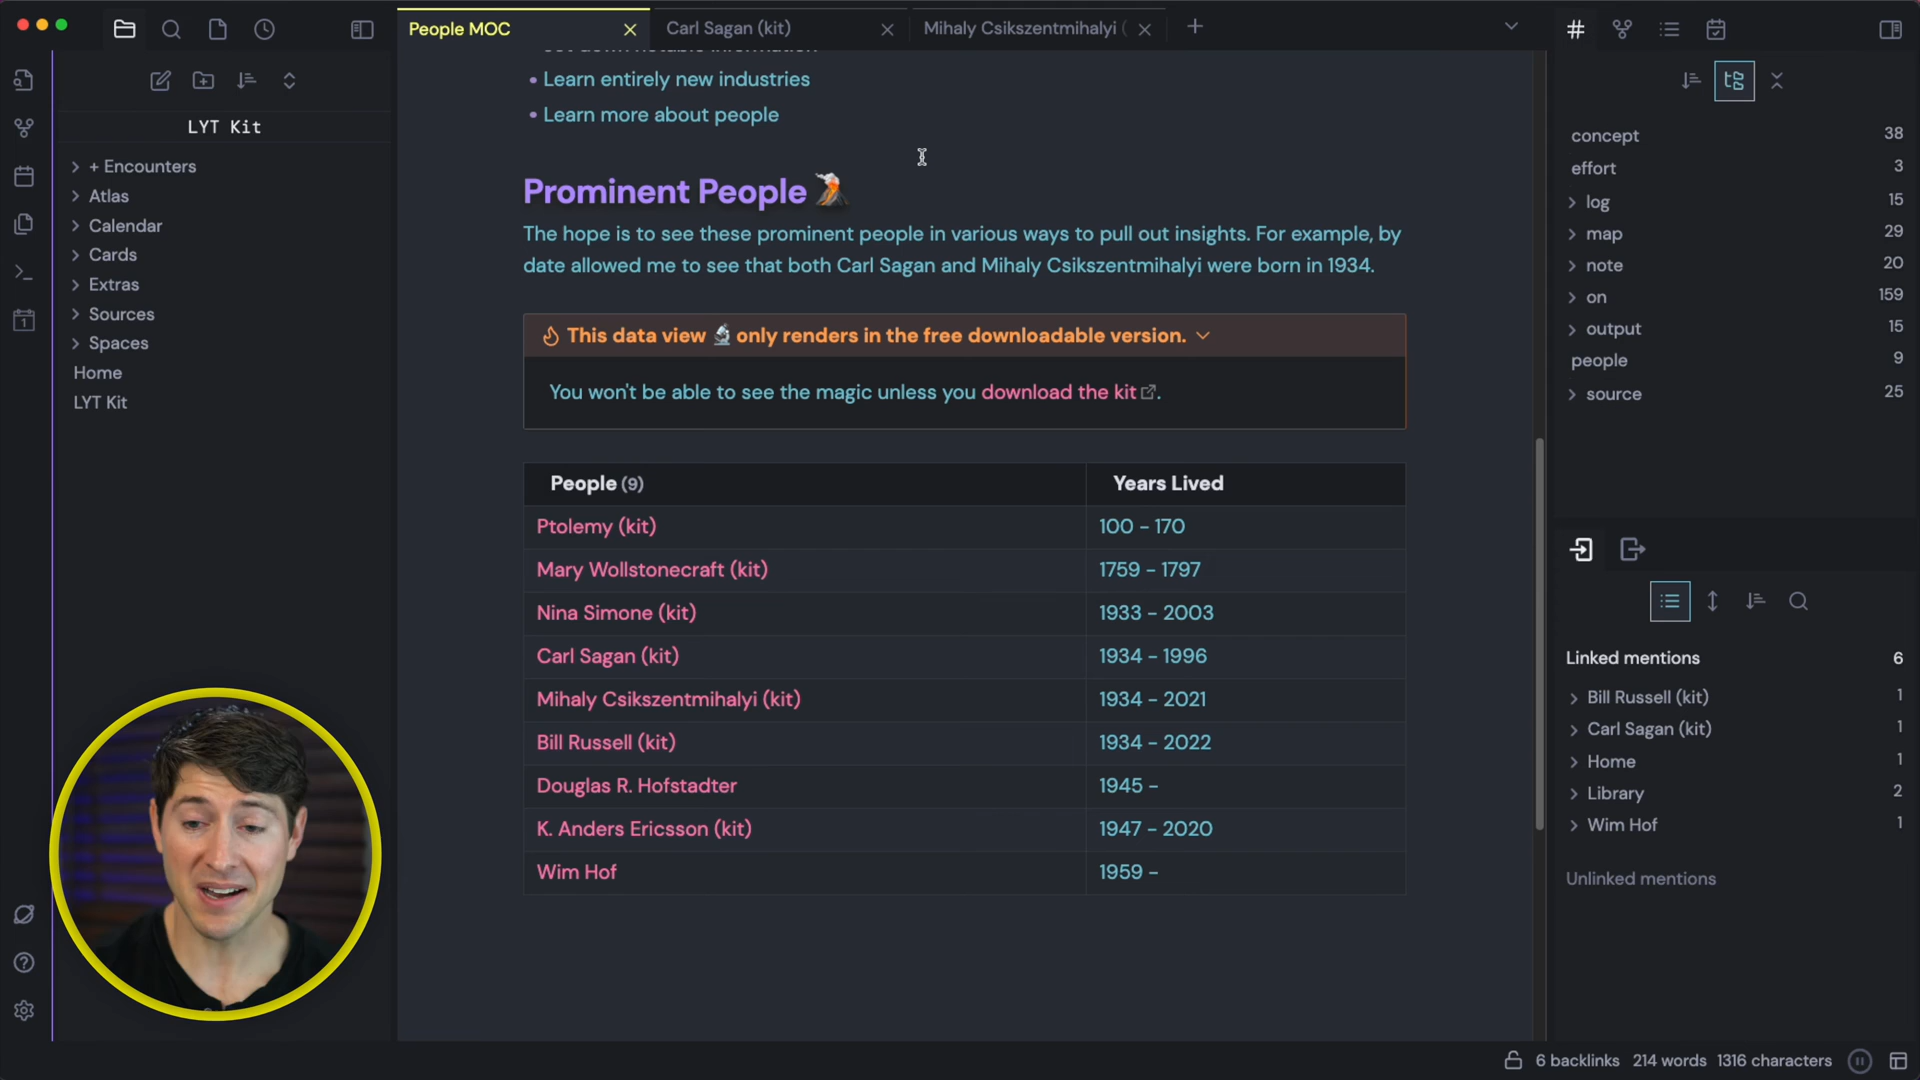 People MOC
Carl Sagan (kit)
Mihaly Csikszentmihalyi (
LYT Kit
+ Encounters
Atlas
Calendar
Cards
Extras
Sources
Spaces
Home
LYT Kit
1
• Learn entirely new industries
• Learn more about people
Prominent People 🌋
The hope is to see these prominent people in various ways to pull out insights. For example, by
date allowed me to see that both Carl Sagan and Mihaly Csikszentmihalyi were born in 1934.
This data view 🔬 only renders in the free downloadable version.
You won't be able to see the magic unless you download the kit.
People (9) Years Lived
Ptolemy (kit) 100 - 170
Mary Wollstonecraft (kit) 1759 - 1797
Nina Simone (kit) 1933 - 2003
Carl Sagan (kit) 1934 - 1996
Mihaly Csikszentmihalyi (kit) 1934 - 2021
Bill Russell (kit) 1934 - 2022
Douglas R. Hofstadter 1945 -
K. Anders Ericsson (kit) 1947 - 2020
Wim Hof 1959 -
concept 38
effort 3
log 15
map 29
note 20
on 159
output 15
people 9
source 25
Linked mentions 6
Bill Russell (kit) 1
Carl Sagan (kit) 1
Home 1
Library 2
Wim Hof 1
Unlinked mentions
6 backlinks 214 words 1316 characters